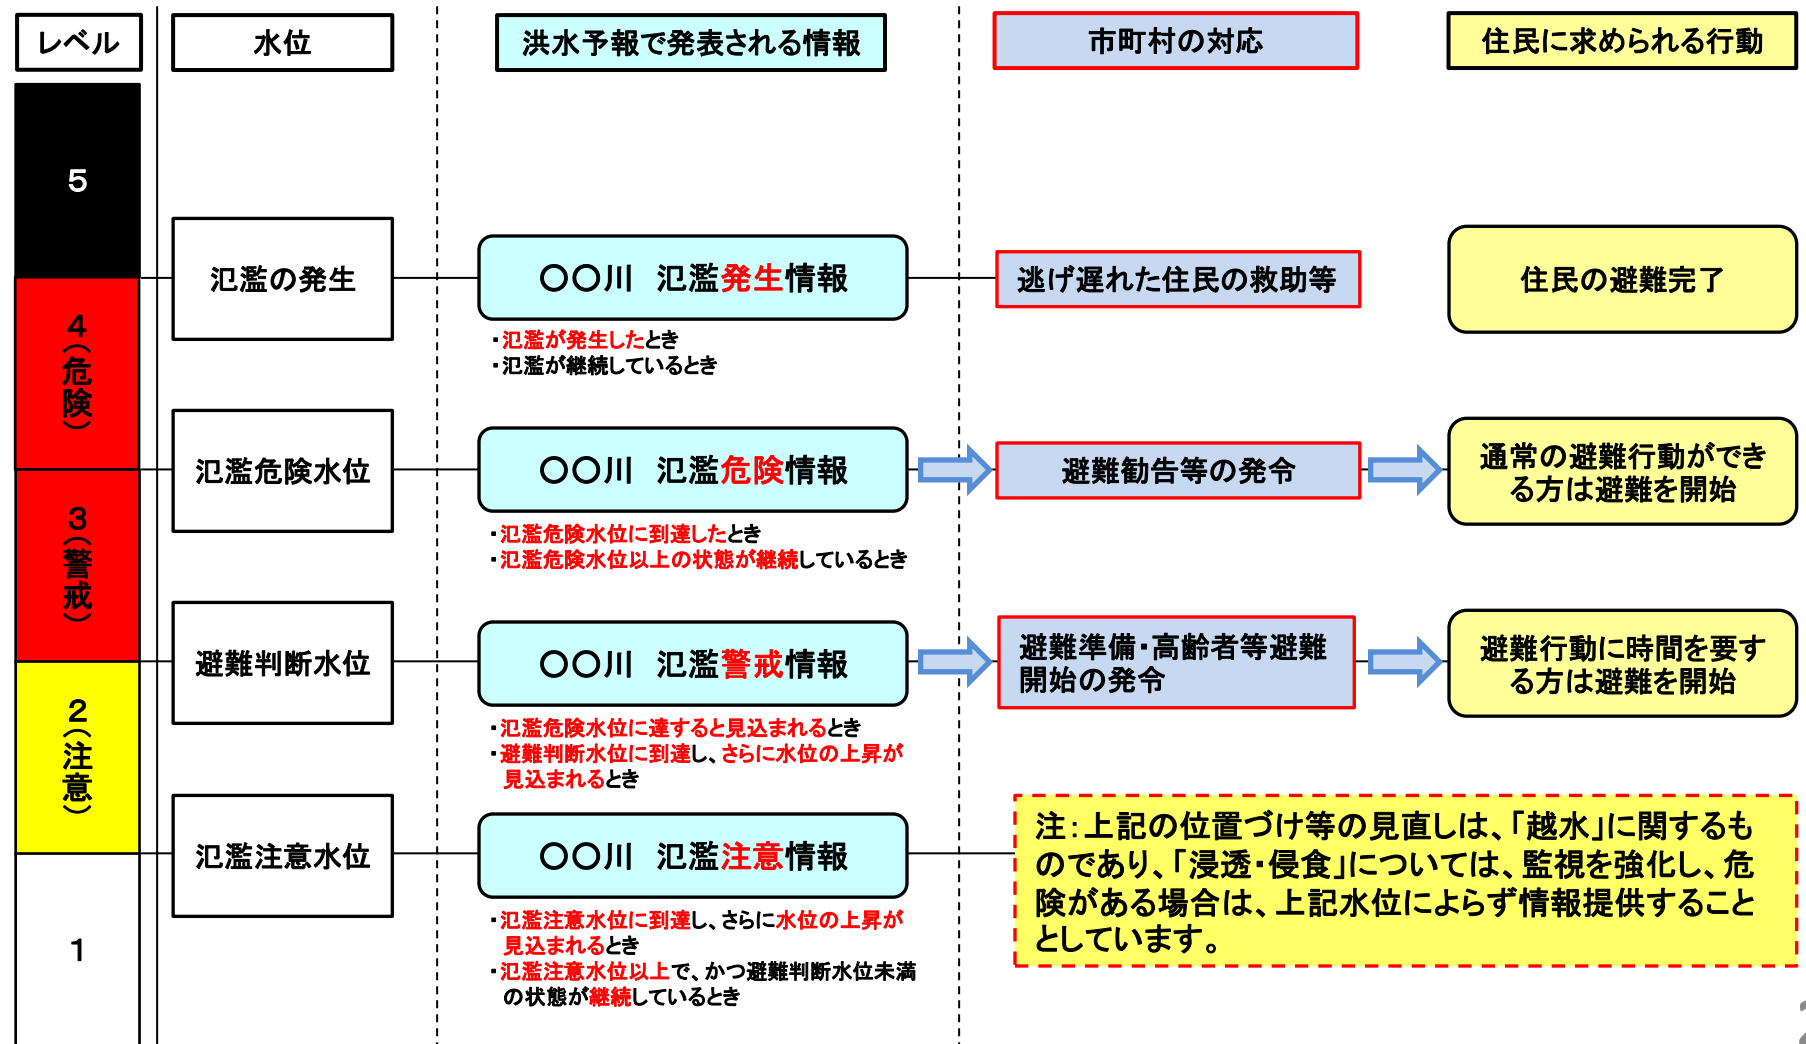 レベル
水位
洪水予報で発表される情報
市町村の対応
住民に求められる行動
5
氾濫の発生
〇〇川 氾濫発生情報
・氾濫が発生したとき
・氾濫が継続しているとき
逃げ遅れた住民の救助等
住民の避難完了
4(危険)
氾濫危険水位
〇〇川 氾濫危険情報
・氾濫危険水位に到達したとき
・氾濫危険水位以上の状態が継続しているとき
避難勧告等の発令
通常の避難行動ができ
る方は避難を開始
3(警戒)
避難判断水位
〇〇川 氾濫警戒情報
・氾濫危険水位に達すると見込まれるとき
・避難判断水位に到達し、さらに水位の上昇が
見込まれるとき
避難準備・高齢者等避難
開始の発令
避難行動に時間を要す
る方は避難を開始
2(注意)
氾濫注意水位
〇〇川 氾濫注意情報
・氾濫注意水位に到達し、さらに水位の上昇が
見込まれるとき
・氾濫注意水位以上で、かつ避難判断水位未満
の状態が継続しているとき
1
注:上記の位置づけ等の見直しは、「越水」に関するも
のであり、「浸透・侵食」については、監視を強化し、危
険がある場合は、上記水位によらず情報提供すること
としています。